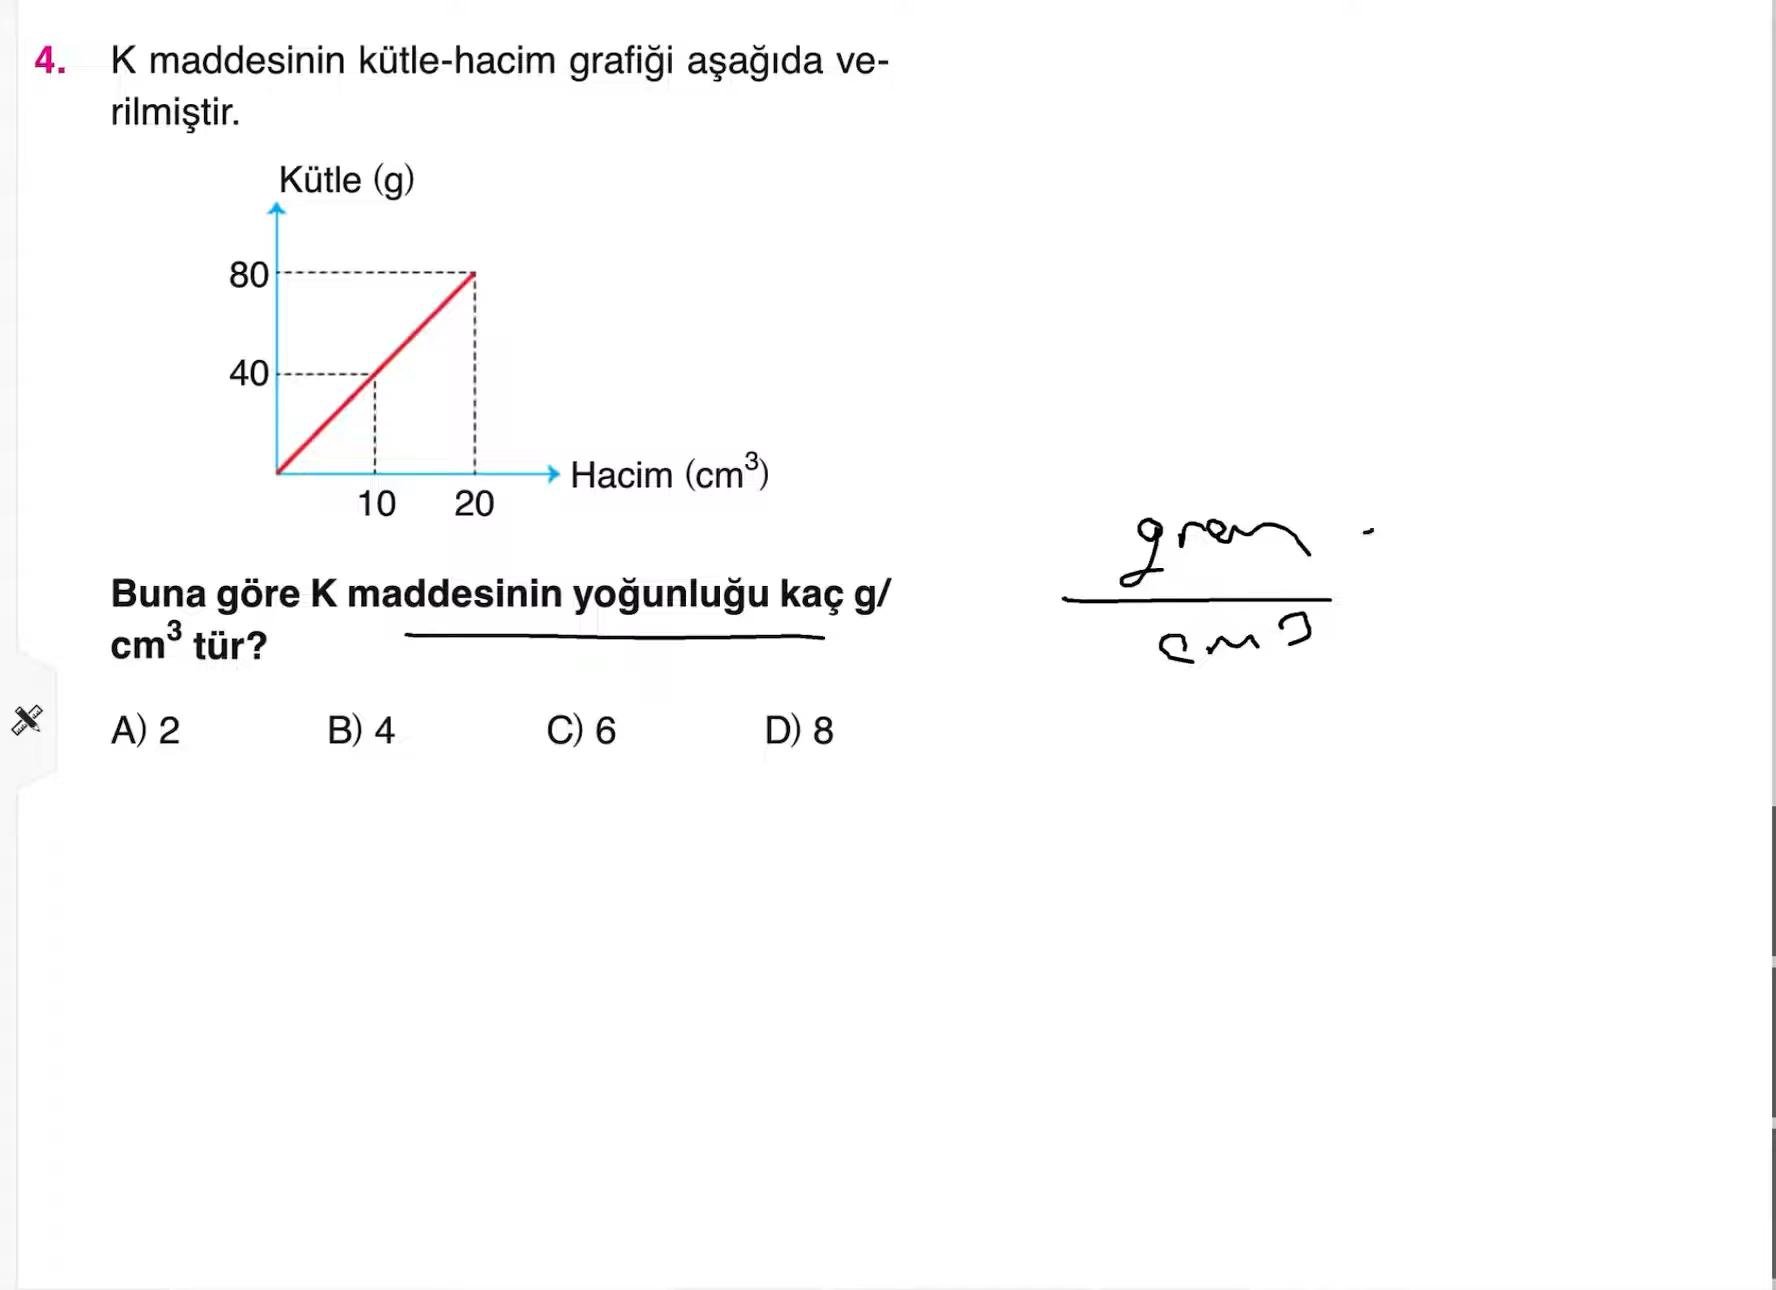 4. K maddesinin kütle-hacim grafiği aşağıda ve-
rilmiştir.
Kütle (g)
80
40
10 20
Hacim (cm³)
Buna göre K maddesinin yoğunluğu kaç g/
cm³ tür?
A) 2 B) 4 C) 6 D) 8
gram
cm³